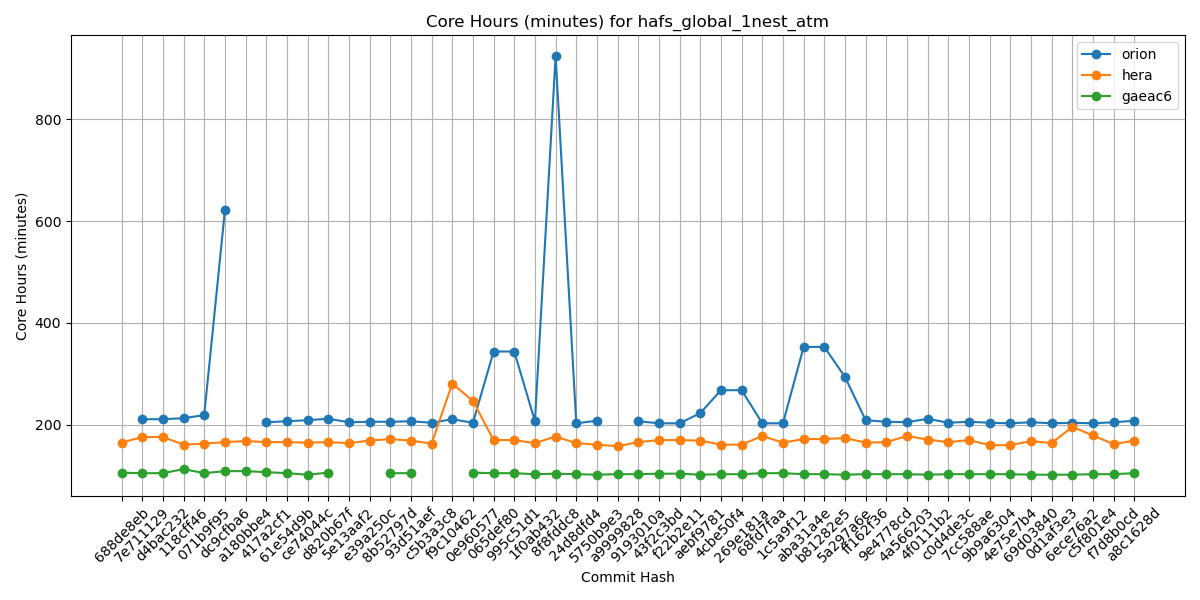 Core Hours (minutes) for hafs_global_1nest_atm
orion
hera
gaeac6
Core Hours (minutes)
800
600
400
200
688de8eb
7e711129
d4bac232
118cff46
071b9f95
dc9cfba6
a180bbe4
417a2cf1
61e54d9b
ce74044c
d820b67f
5e13aaf2
e39a250c
8b52797d
93d51aef
c5b3a3c8
f9c10462
0e960577
065def80
995c51d1
1f0ab432
8f8fddc8
24d8dfd4
5750b9e3
a9999828
9193010a
43f253bd
f22b2e11
aebf9781
4cbe50f4
269e181a
68fd7faa
1c5a9f12
aba31a4e
b81282e5
5a297a6e
ff162f36
9e4778cd
4a566203
4f011b2
c0d4de3c
7cc588ae
9b9a6304
4e75e7b4
69d03840
0d1af3e3
6ece76a2
c5f801e4
f7d8b0cd
a8c1628d
Commit Hash